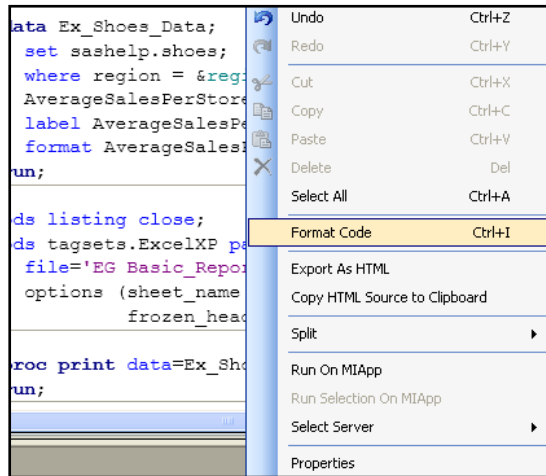 ata Ex_Shoes_Data;
set sashelp.shoes;
where region = &regi
AverageSalesPerStore
label AverageSalesPe
format AverageSales
un;
ds listing close;
ds tagsets.ExcelXP pa
file='EG Basic_Repor
options (sheet_name
frozen_head
roc print data=Ex_Sho
un;
Undo Ctrl+Z
Redo Ctrl+Y
Cut Ctrl+X
Copy Ctrl+C
Paste Ctrl+V
Delete Del
Select All Ctrl+A
Format Code Ctrl+I
Export As HTML
Copy HTML Source to Clipboard
Split
Run On MIApp
Run Selection On MIApp
Select Server
Properties